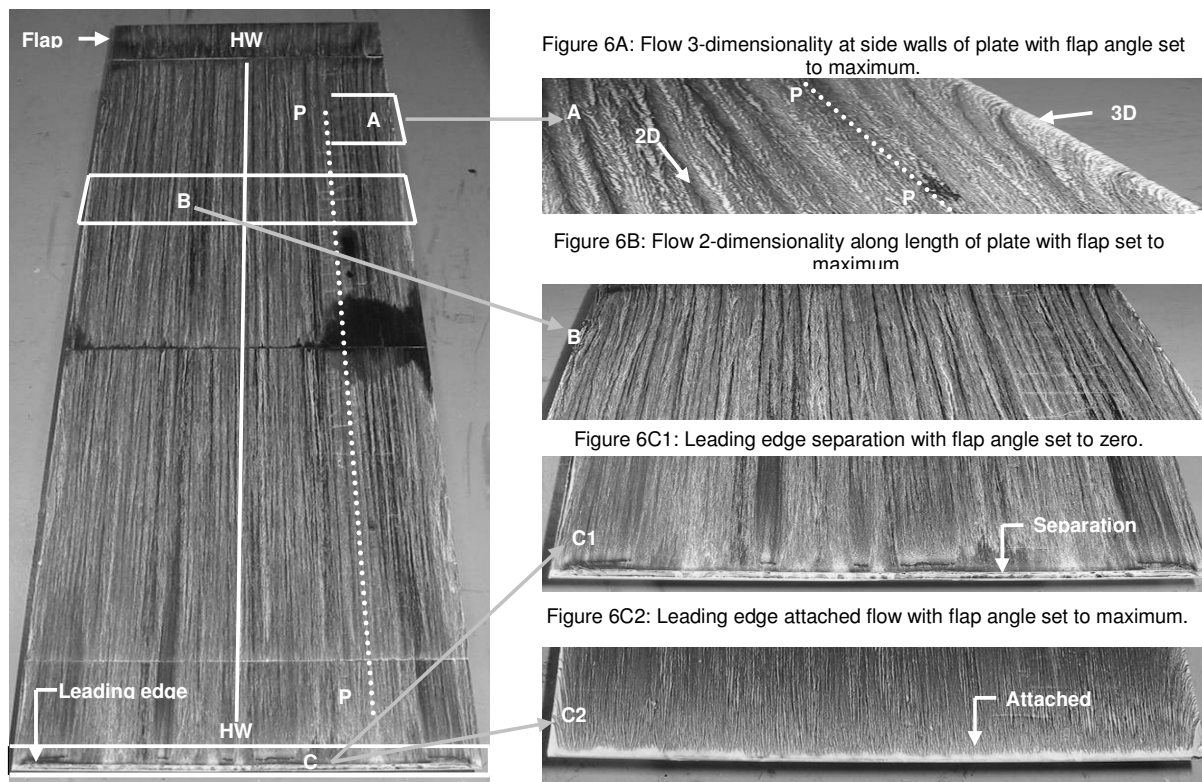 Flap
HW
P
A
B
Leading edge
P
HW
C
Figure 6A: Flow 3-dimensionality at side walls of plate with flap angle set
to maximum.
A
P
3D
2D
P
Figure 6B: Flow 2-dimensionality along length of plate with flap set to
maximum
B
Figure 6C1: Leading edge separation with flap angle set to zero.
C1
Separation
Figure 6C2: Leading edge attached flow with flap angle set to maximum.
C2
Attached